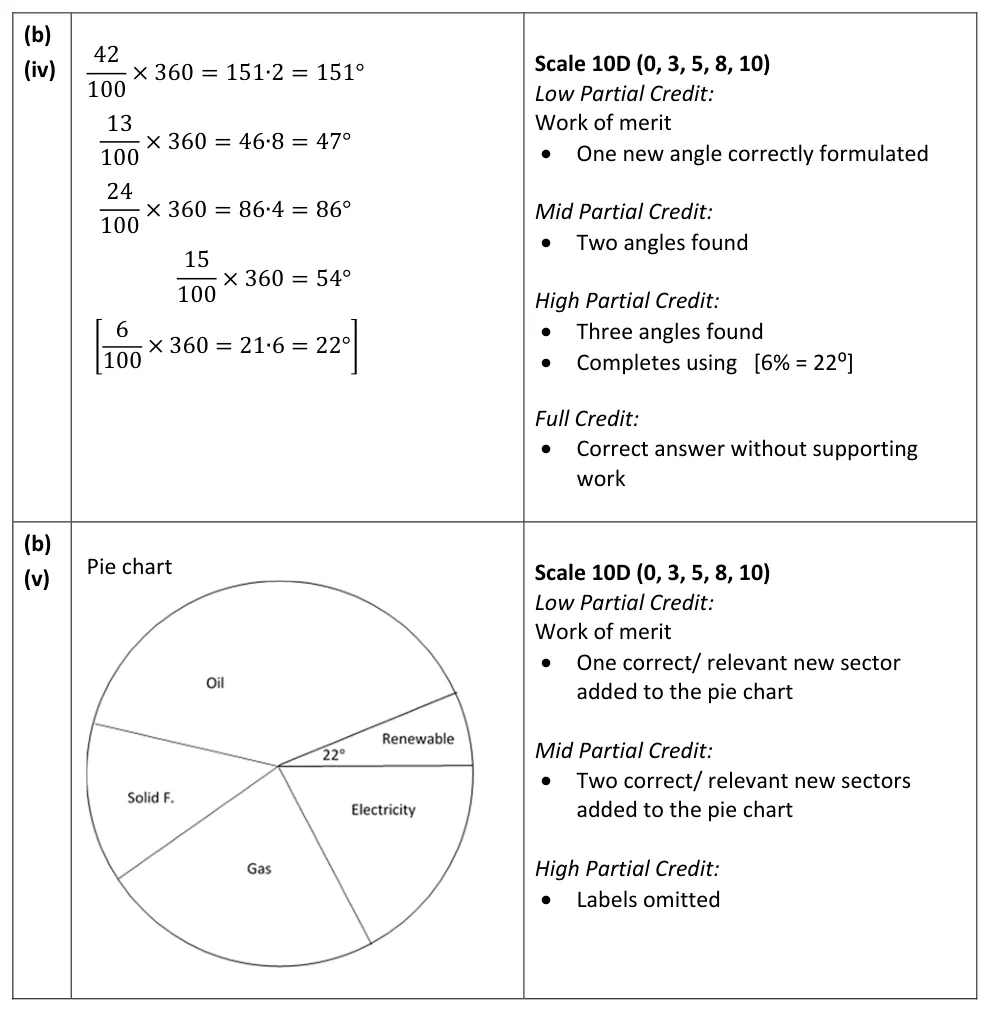 (b)
(iv)
42/100 × 360 = 151·2 = 151°
13/100 × 360 = 46·8 = 47°
24/100 × 360 = 86·4 = 86°
15/100 × 360 = 54°
[6/100 × 360 = 21·6 = 22°]
Scale 10D (0, 3, 5, 8, 10)
Low Partial Credit:
Work of merit
• One new angle correctly formulated
Mid Partial Credit:
• Two angles found
High Partial Credit:
• Three angles found
• Completes using [6% = 22⁰]
Full Credit:
• Correct answer without supporting
work
(b)
(v)
Pie chart
Oil
Renewable
22°
Solid F.
Electricity
Gas
Scale 10D (0, 3, 5, 8, 10)
Low Partial Credit:
Work of merit
• One correct/ relevant new sector
added to the pie chart
Mid Partial Credit:
• Two correct/ relevant new sectors
added to the pie chart
High Partial Credit:
• Labels omitted